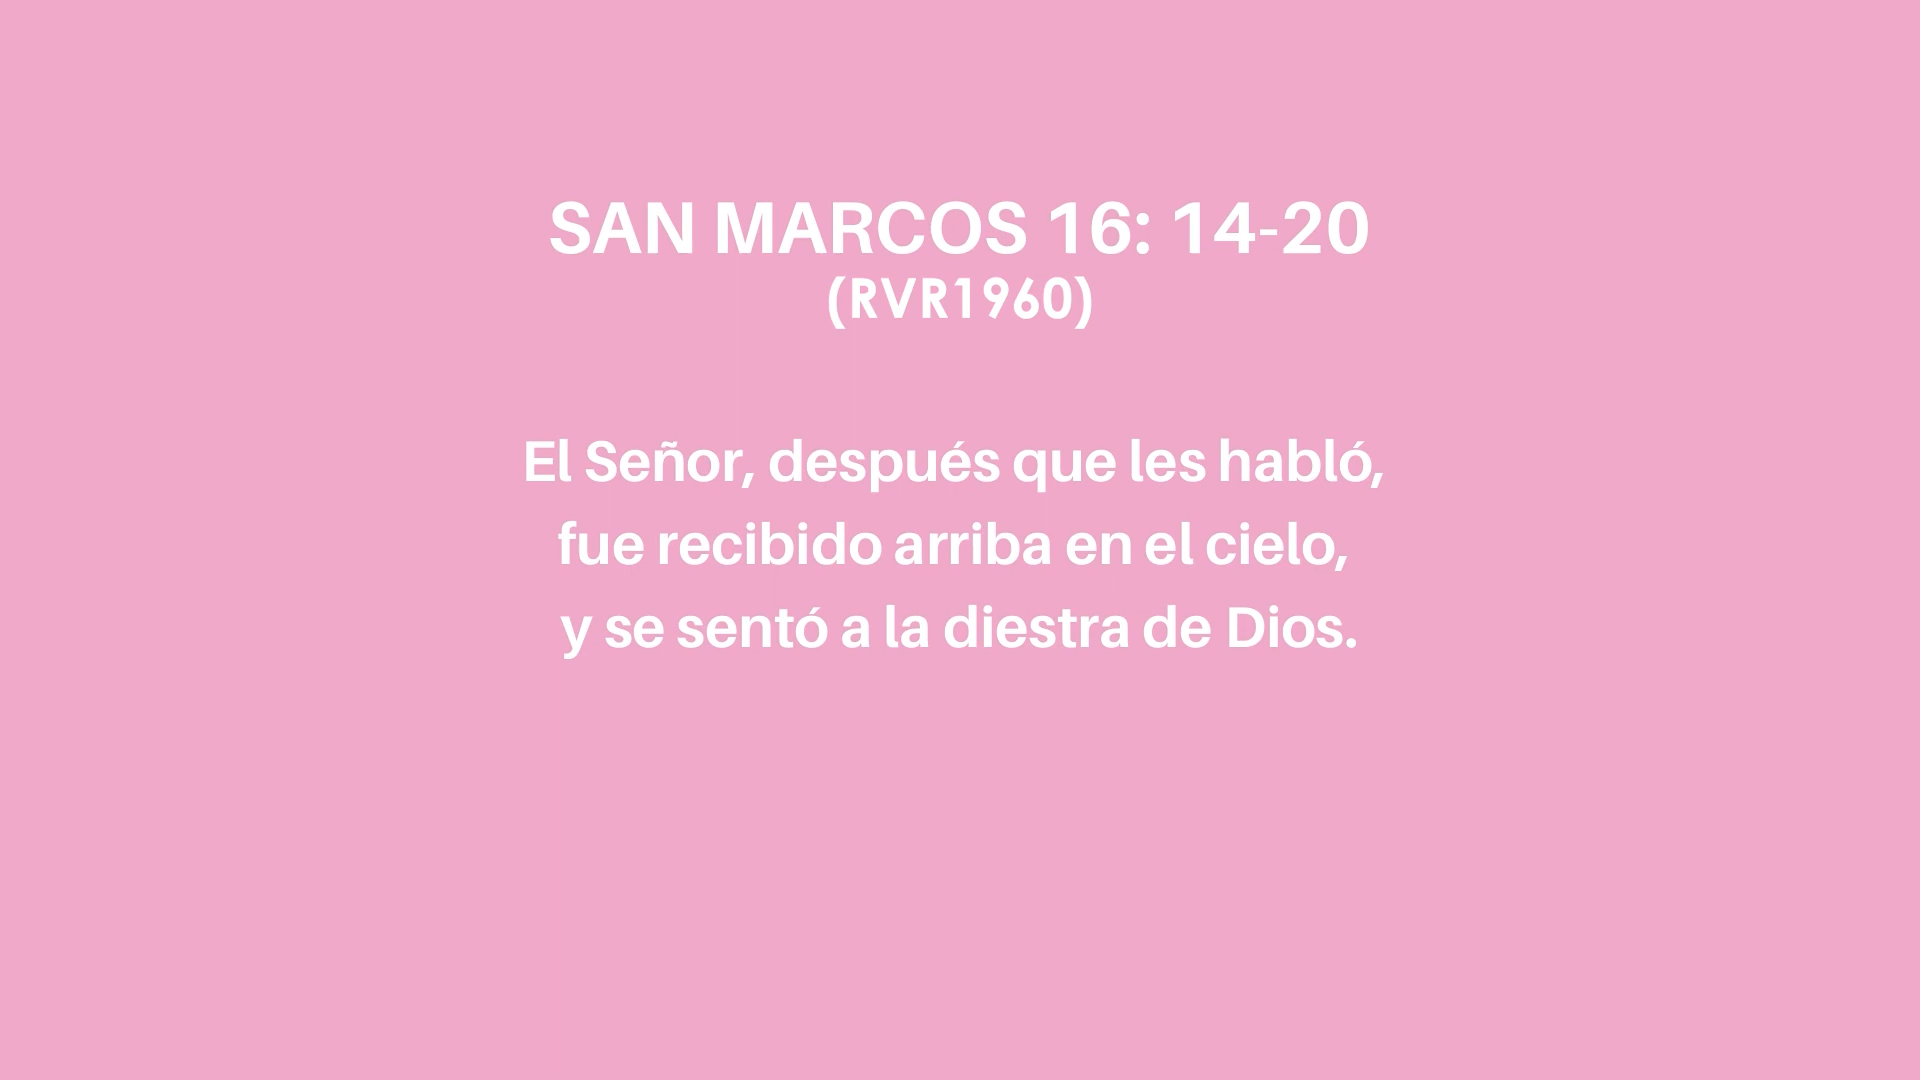 SAN MARCOS 16: 14-20
(RVR1960)
El Señor, después que les habló,
fue recibido arriba en el cielo,
y se sentó a la diestra de Dios.